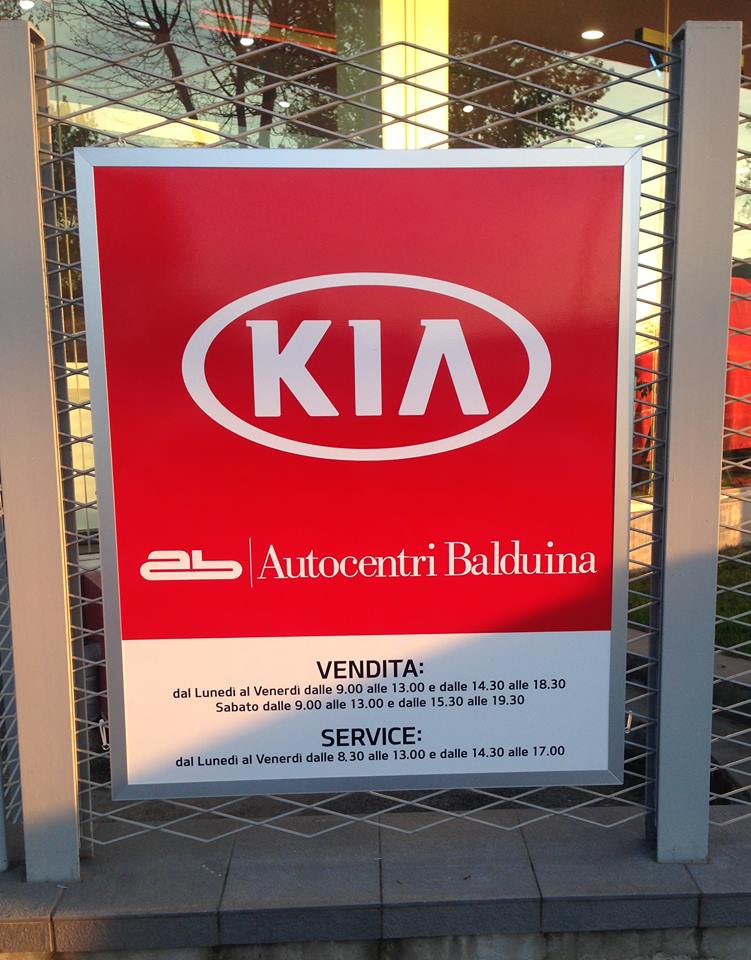 KIA
ab Autocentri Balduina
VENDITA:
dal Lunedì al Venerdì dalle 9.00 alle 13.00 e dalle 14.30 alle 18.30
Sabato dalle 9.00 alle 13.00 e dalle 15.30 alle 19.30
SERVICE:
dal Lunedì al Venerdì dalle 8.30 alle 13.00 e dalle 14.30 alle 17.00